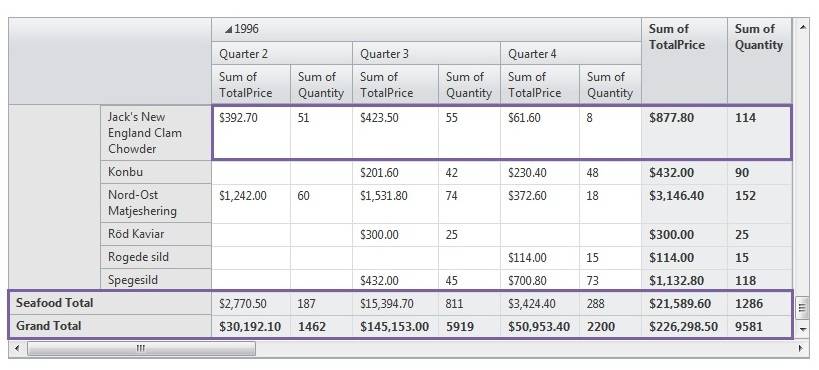 1996 Sum of TotalPrice Sum of Quantity
Quarter 2 Quarter 3 Quarter 4
Sum of TotalPrice Sum of Quantity Sum of TotalPrice Sum of Quantity Sum of TotalPrice Sum of Quantity
Jack's New England Clam Chowder $392.70 51 $423.50 55 $61.60 8 $877.80 114
Konbu $201.60 42 $230.40 48 $432.00 90
Nord-Ost Matjeshering $1,242.00 60 $1,531.80 74 $372.60 18 $3,146.40 152
Röd Kaviar $300.00 25 $300.00 25
Rogede sild $114.00 15 $114.00 15
Spegesild $432.00 45 $700.80 73 $1,132.80 118
Seafood Total $2,770.50 187 $15,394.70 811 $3,424.40 288 $21,589.60 1286
Grand Total $30,192.10 1462 $145,153.00 5919 $50,953.40 2200 $226,298.50 9581